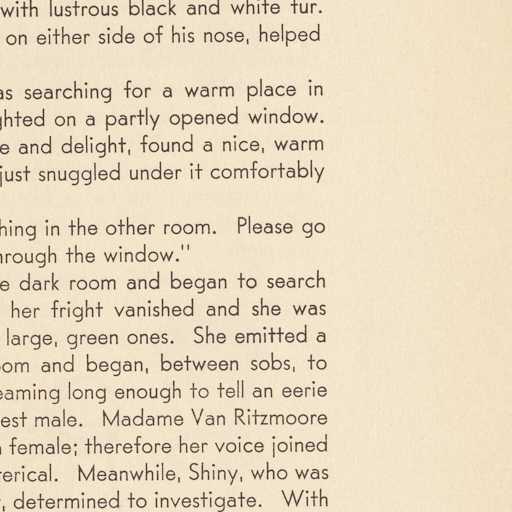 with lustrous black and white fur.
on either side of his nose, helped
as searching for a warm place in
ghted on a partly opened window.
e and delight, found a nice, warm
just snuggled under it comfortably
hing in the other room. Please go
hrough the window."
e dark room and began to search
her fright vanished and she was
large, green ones. She emitted a
oom and began, between sobs, to
eaming long enough to tell an eerie
est male. Madame Van Ritzmoore
female; therefore her voice joined
terical. Meanwhile, Shiny, who was
, determined to investigate. With